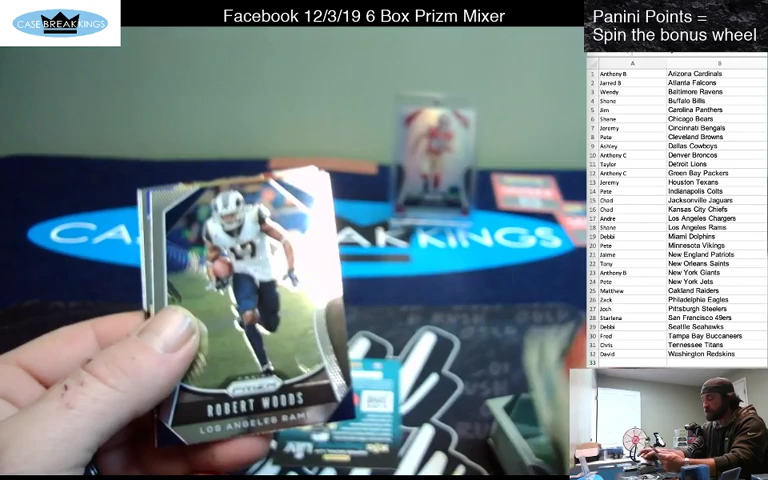 Facebook 12/3/19 6 Box Prizm Mixer
CASE BREAK KINGS
Panini Points =
Spin the bonus wheel
A B
1 Anthony B Arizona Cardinals
2 Jarred B Atlanta Falcons
3 Wendy Baltimore Ravens
4 Shane Buffalo Bills
5 Jim Carolina Panthers
6 Shane Chicago Bears
7 Jeremy Cincinnati Bengals
8 Pete Cleveland Browns
9 Ashley Dallas Cowboys
10 Anthony C Denver Broncos
11 Taylor Detroit Lions
12 Anthony C Green Bay Packers
13 Jeremy Houston Texans
14 Pete Indianapolis Colts
15 Chad Jacksonville Jaguars
16 Chad Kansas City Chiefs
17 Andre Los Angeles Chargers
18 Shane Los Angeles Rams
19 Debbi Miami Dolphins
20 Pete Minnesota Vikings
21 Jaime New England Patriots
22 Tony New Orleans Saints
23 Anthony B New York Giants
24 Pete New York Jets
25 Matthew Oakland Raiders
26 Zack Philadelphia Eagles
27 Josh Pittsburgh Steelers
28 Starlena San Francisco 49ers
29 Debbi Seattle Seahawks
30 Fred Tampa Bay Buccaneers
31 Chris Tennessee Titans
32 David Washington Redskins
33
CA AK KINGS
17
PRIZM
ROBERT WOODS
LOS ANGELES RAMS